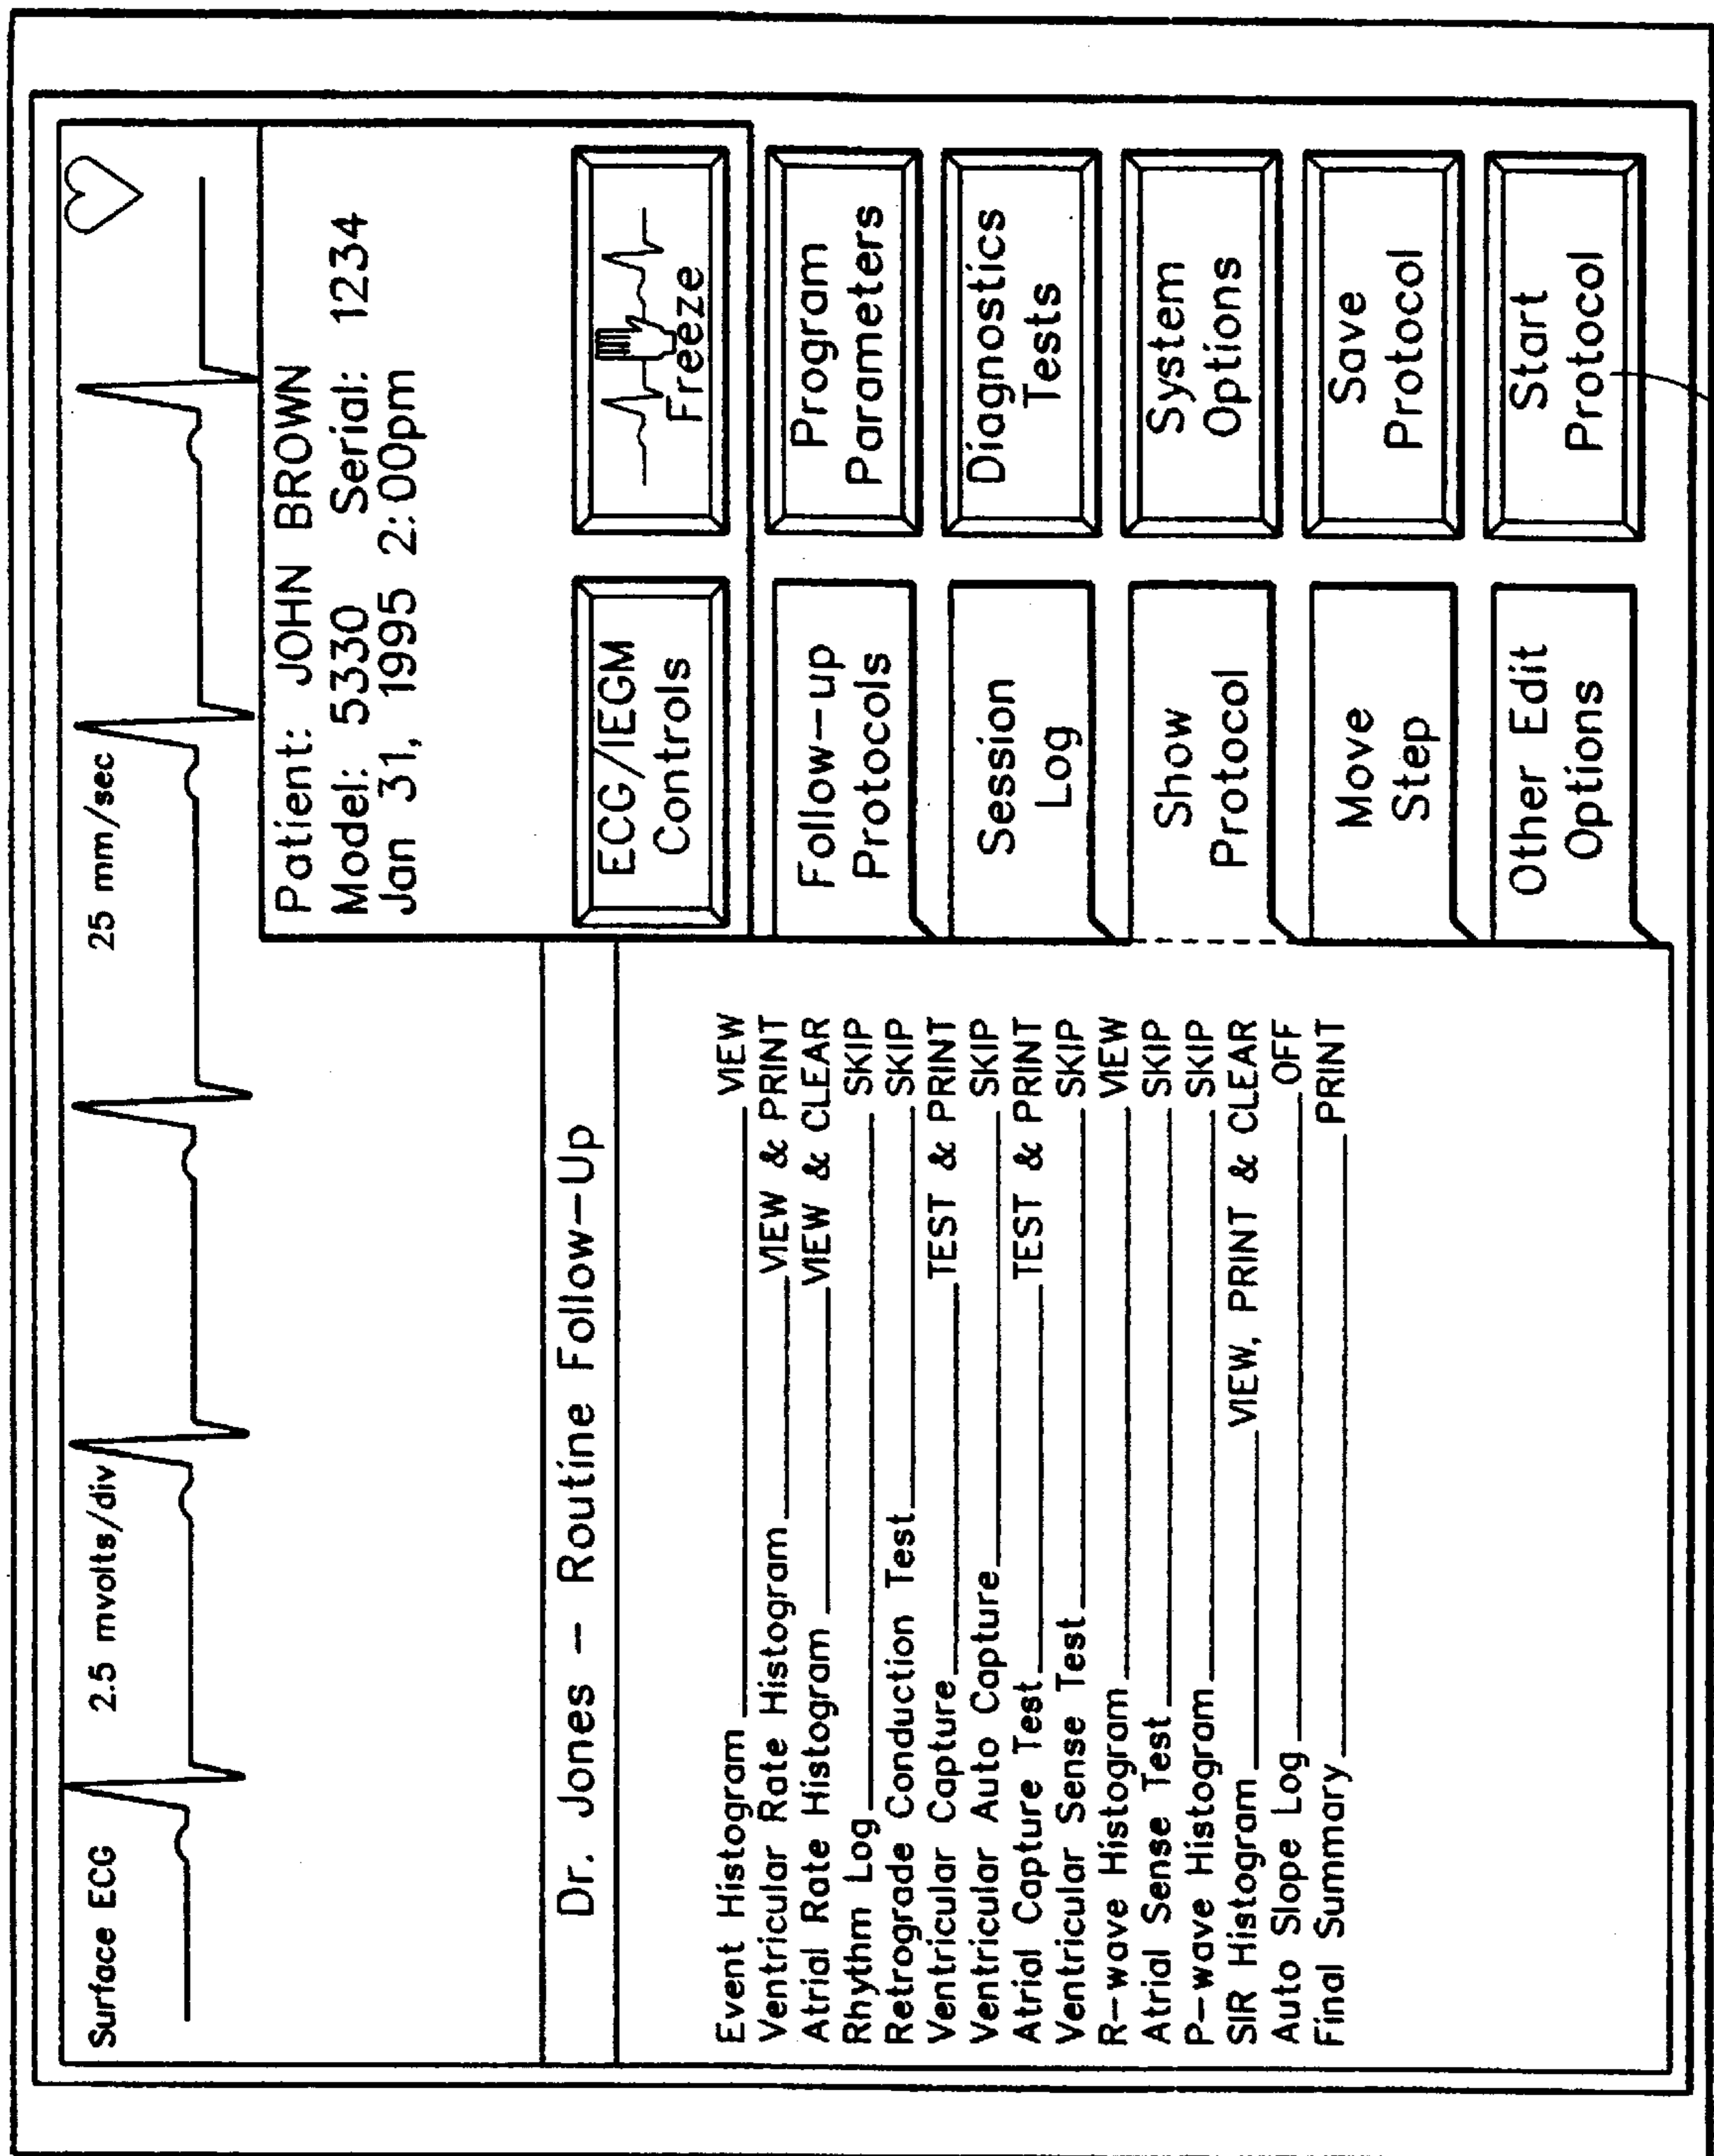 Surface ECG 2.5 mvolts/div 25 mm/sec
Patient: JOHN BROWN
Model: 5330 Serial: 1234
Jan 31, 1995 2:00pm
ECG/IEGM
Controls
Freeze
Dr. Jones – Routine Follow-Up
Event Histogram VIEW
Ventricular Rate Histogram VIEW & PRINT
Atrial Rate Histogram VIEW & CLEAR
Rhythm Log SKIP
Retrograde Conduction Test SKIP
Ventricular Capture TEST & PRINT
Ventricular Auto Capture SKIP
Atrial Capture Test TEST & PRINT
Ventricular Sense Test SKIP
R-wave Histogram VIEW
Atrial Sense Test SKIP
P-wave Histogram SKIP
SIR Histogram VIEW, PRINT & CLEAR
Auto Slope Log OFF
Final Summary PRINT
Follow-up
Protocols
Program
Parameters
Session
Log
Diagnostics
Tests
Show
Protocol
System
Options
Move
Step
Save
Protocol
Other Edit
Options
Start
Protocol